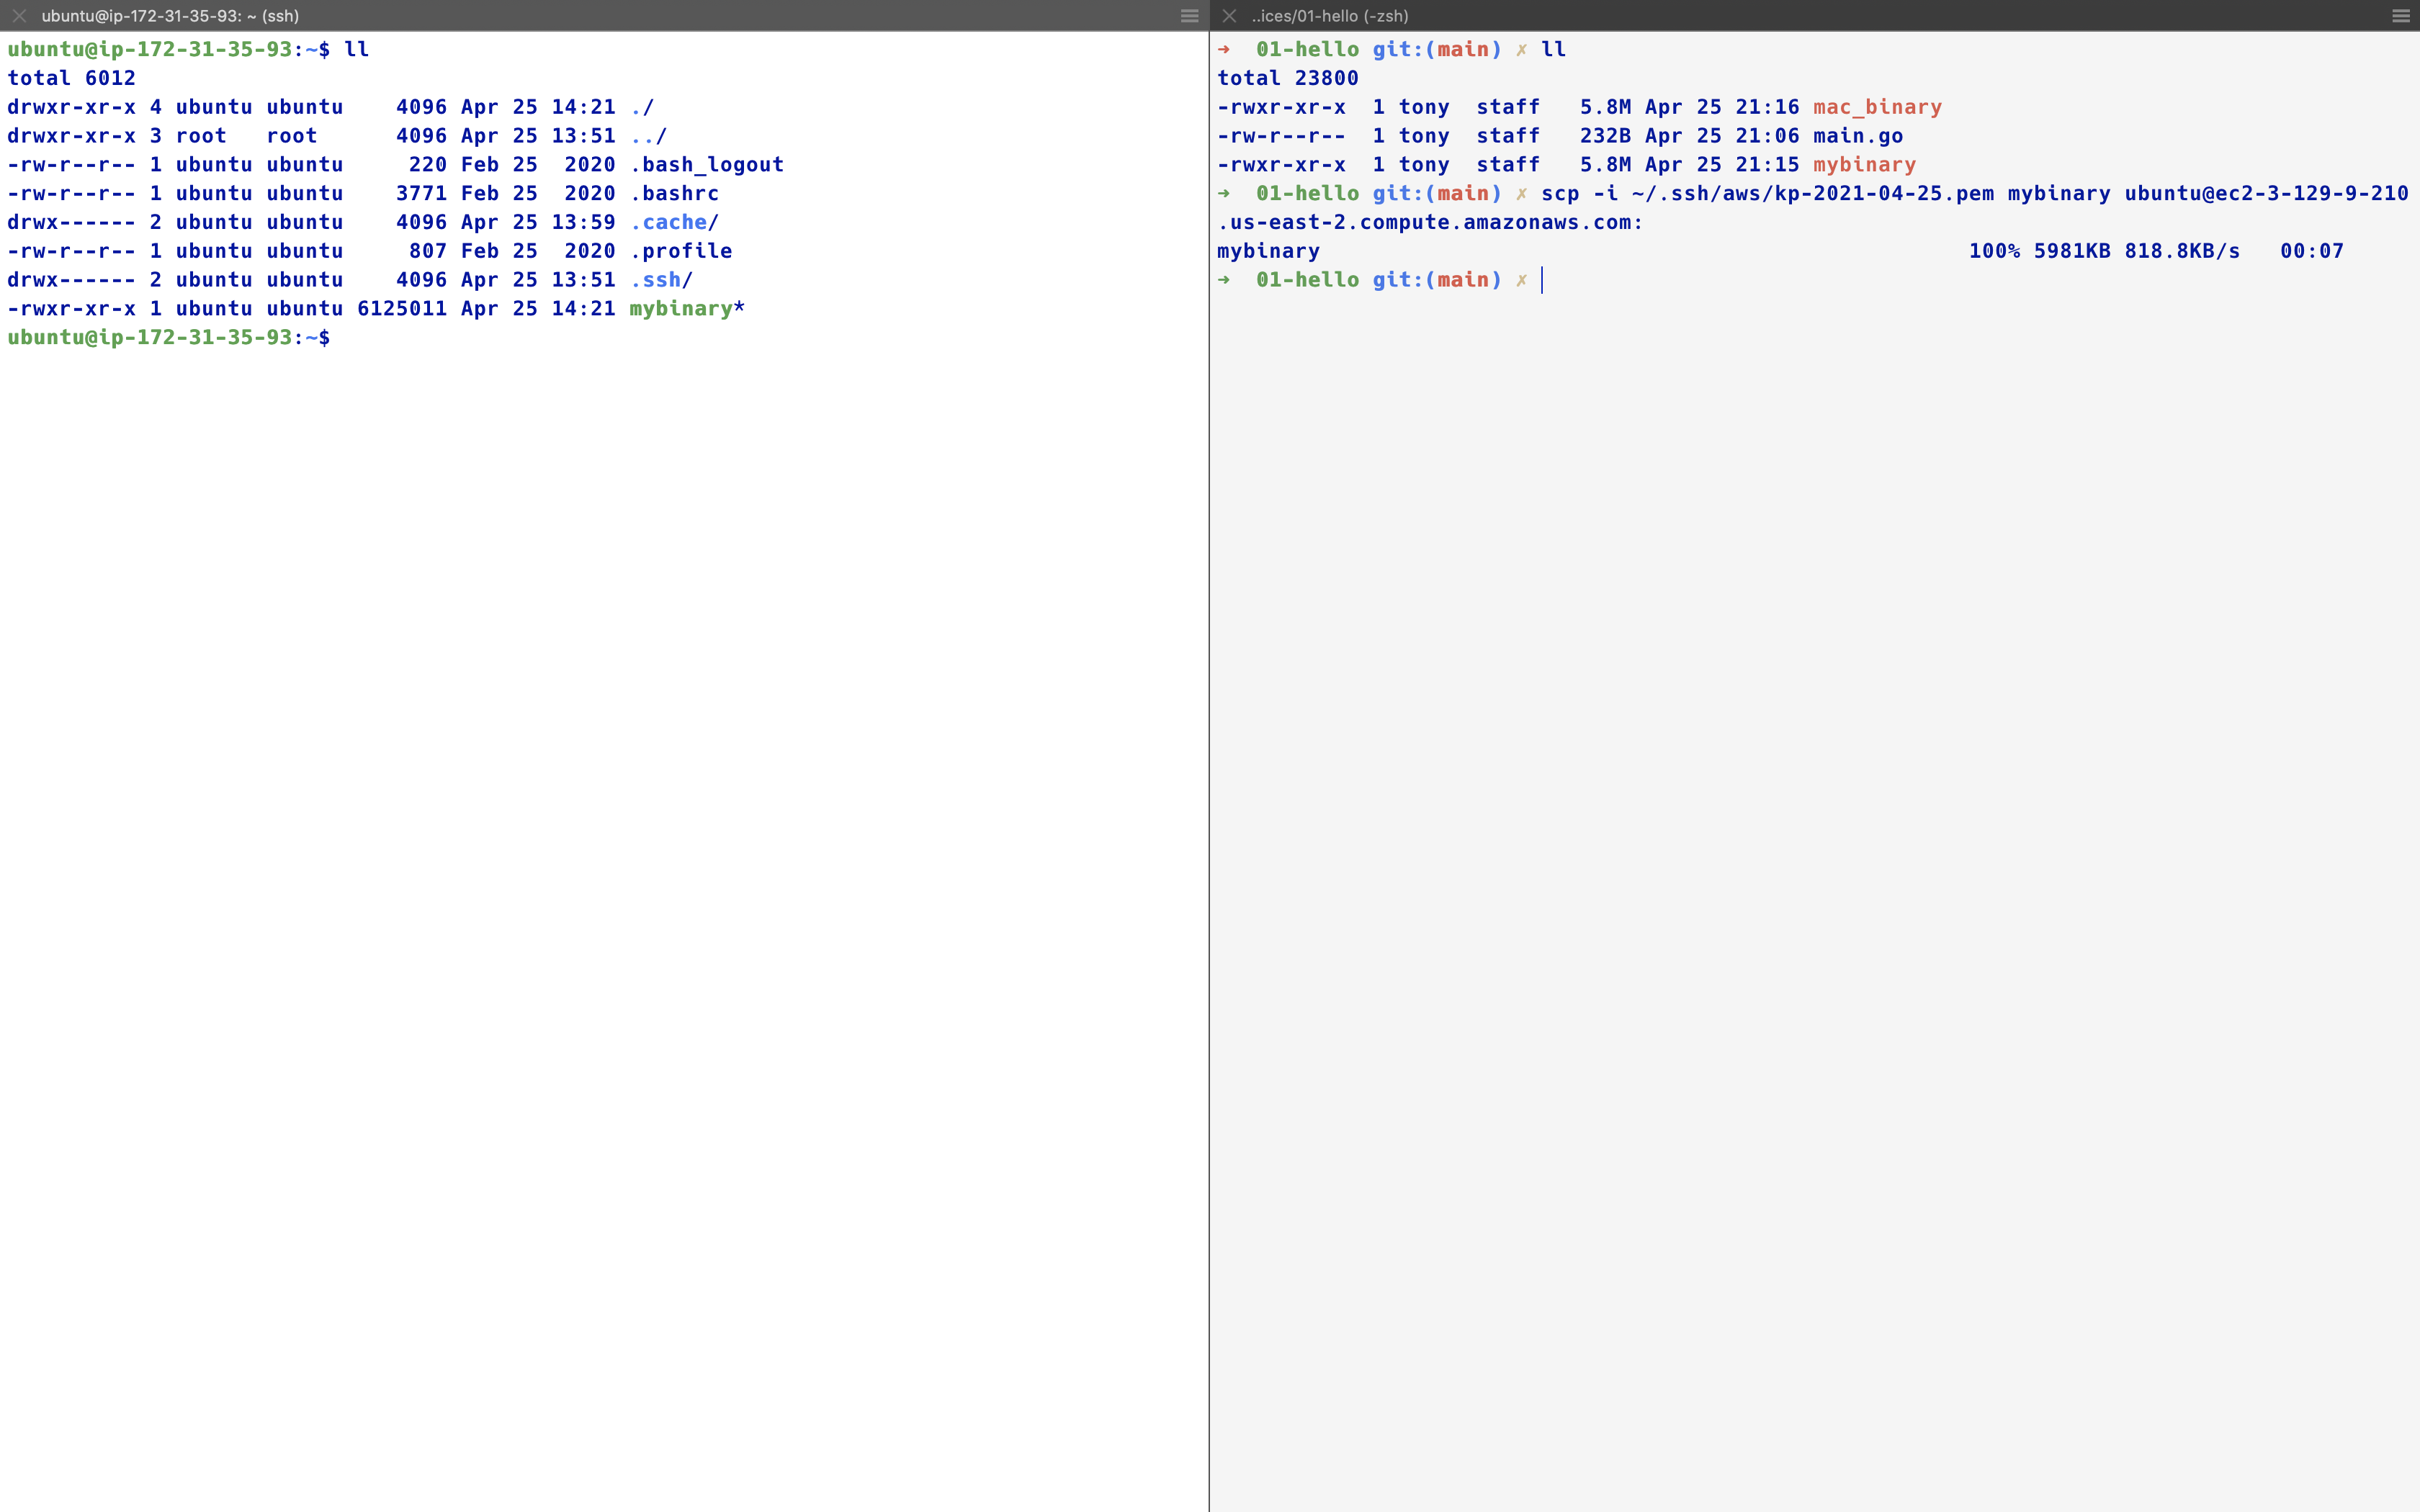 ubuntu@ip-172-31-35-93: ~ (ssh)
ubuntu@ip-172-31-35-93:~$ ll
total 6012
drwxr-xr-x 4 ubuntu ubuntu    4096 Apr 25 14:21 ./
drwxr-xr-x 3 root   root      4096 Apr 25 13:51 ../
-rw-r--r-- 1 ubuntu ubuntu     220 Feb 25  2020 .bash_logout
-rw-r--r-- 1 ubuntu ubuntu    3771 Feb 25  2020 .bashrc
drwx------ 2 ubuntu ubuntu    4096 Apr 25 13:59 .cache/
-rw-r--r-- 1 ubuntu ubuntu     807 Feb 25  2020 .profile
drwx------ 2 ubuntu ubuntu    4096 Apr 25 13:51 .ssh/
-rwxr-xr-x 1 ubuntu ubuntu 6125011 Apr 25 14:21 mybinary*
ubuntu@ip-172-31-35-93:~$
..ices/01-hello (-zsh)
➜  01-hello git:(main) ✗ ll
total 23800
-rwxr-xr-x  1 tony  staff   5.8M Apr 25 21:16 mac_binary
-rw-r--r--  1 tony  staff   232B Apr 25 21:06 main.go
-rwxr-xr-x  1 tony  staff   5.8M Apr 25 21:15 mybinary
➜  01-hello git:(main) ✗ scp -i ~/.ssh/aws/kp-2021-04-25.pem mybinary ubuntu@ec2-3-129-9-210
.us-east-2.compute.amazonaws.com:
mybinary                                                  100% 5981KB 818.8KB/s   00:07
➜  01-hello git:(main) ✗